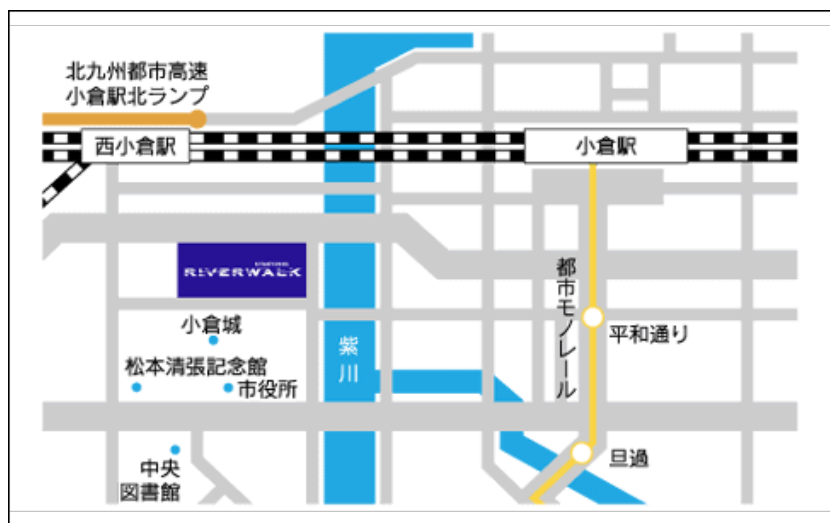 北九州都市高速
小倉駅北ランプ
西小倉駅
小倉駅
RIVERWALK
都市モノレール
小倉城
紫川
平和通り
松本清張記念館
市役所
旦過
中央
図書館